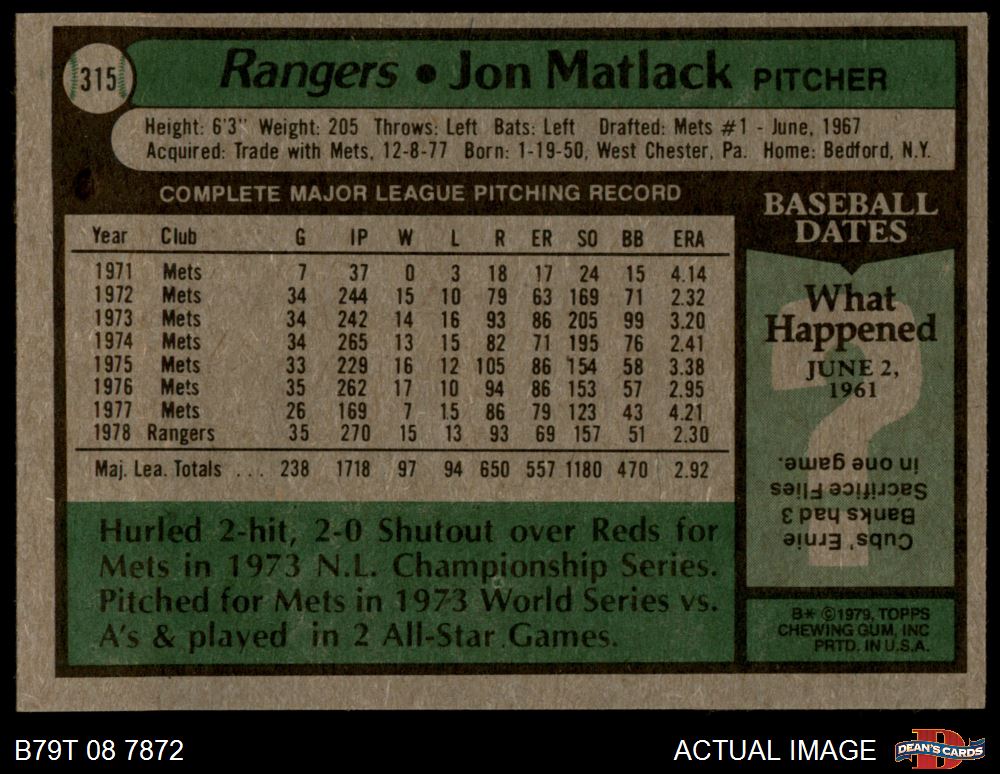 315
Rangers • Jon Matlack PITCHER
Height: 6'3" Weight: 205 Throws: Left Bats: Left Drafted: Mets #1 - June, 1967
Acquired: Trade with Mets, 12-8-77 Born: 1-19-50, West Chester, Pa. Home: Bedford, N.Y.
COMPLETE MAJOR LEAGUE PITCHING RECORD
Year Club G IP W L R ER SO BB ERA
1971 Mets 7 37 0 3 18 17 24 15 4.14
1972 Mets 34 244 15 10 79 63 169 71 2.32
1973 Mets 34 242 14 16 93 86 205 99 3.20
1974 Mets 34 265 13 15 82 71 195 76 2.41
1975 Mets 33 229 16 12 105 86 154 58 3.38
1976 Mets 35 262 17 10 94 86 153 57 2.95
1977 Mets 26 169 7 15 86 79 123 43 4.21
1978 Rangers 35 270 15 13 93 69 157 51 2.30
Maj. Lea. Totals ... 238 1718 97 94 650 557 1180 470 2.92
Hurled 2-hit, 2-0 Shutout over Reds for
Mets in 1973 N.L. Championship Series.
Pitched for Mets in 1973 World Series vs.
A's & played in 2 All-Star Games.
BASEBALL
DATES
What
Happened
JUNE 2,
1961
?
Cubs' Ernie
Banks had 3
Sacrifice Flies
in one game.
B* ©1979, TOPPS
CHEWING GUM, INC
PRTD. IN U.S.A.
B79T 08 7872
ACTUAL IMAGE
D
DEAN'S CARDS